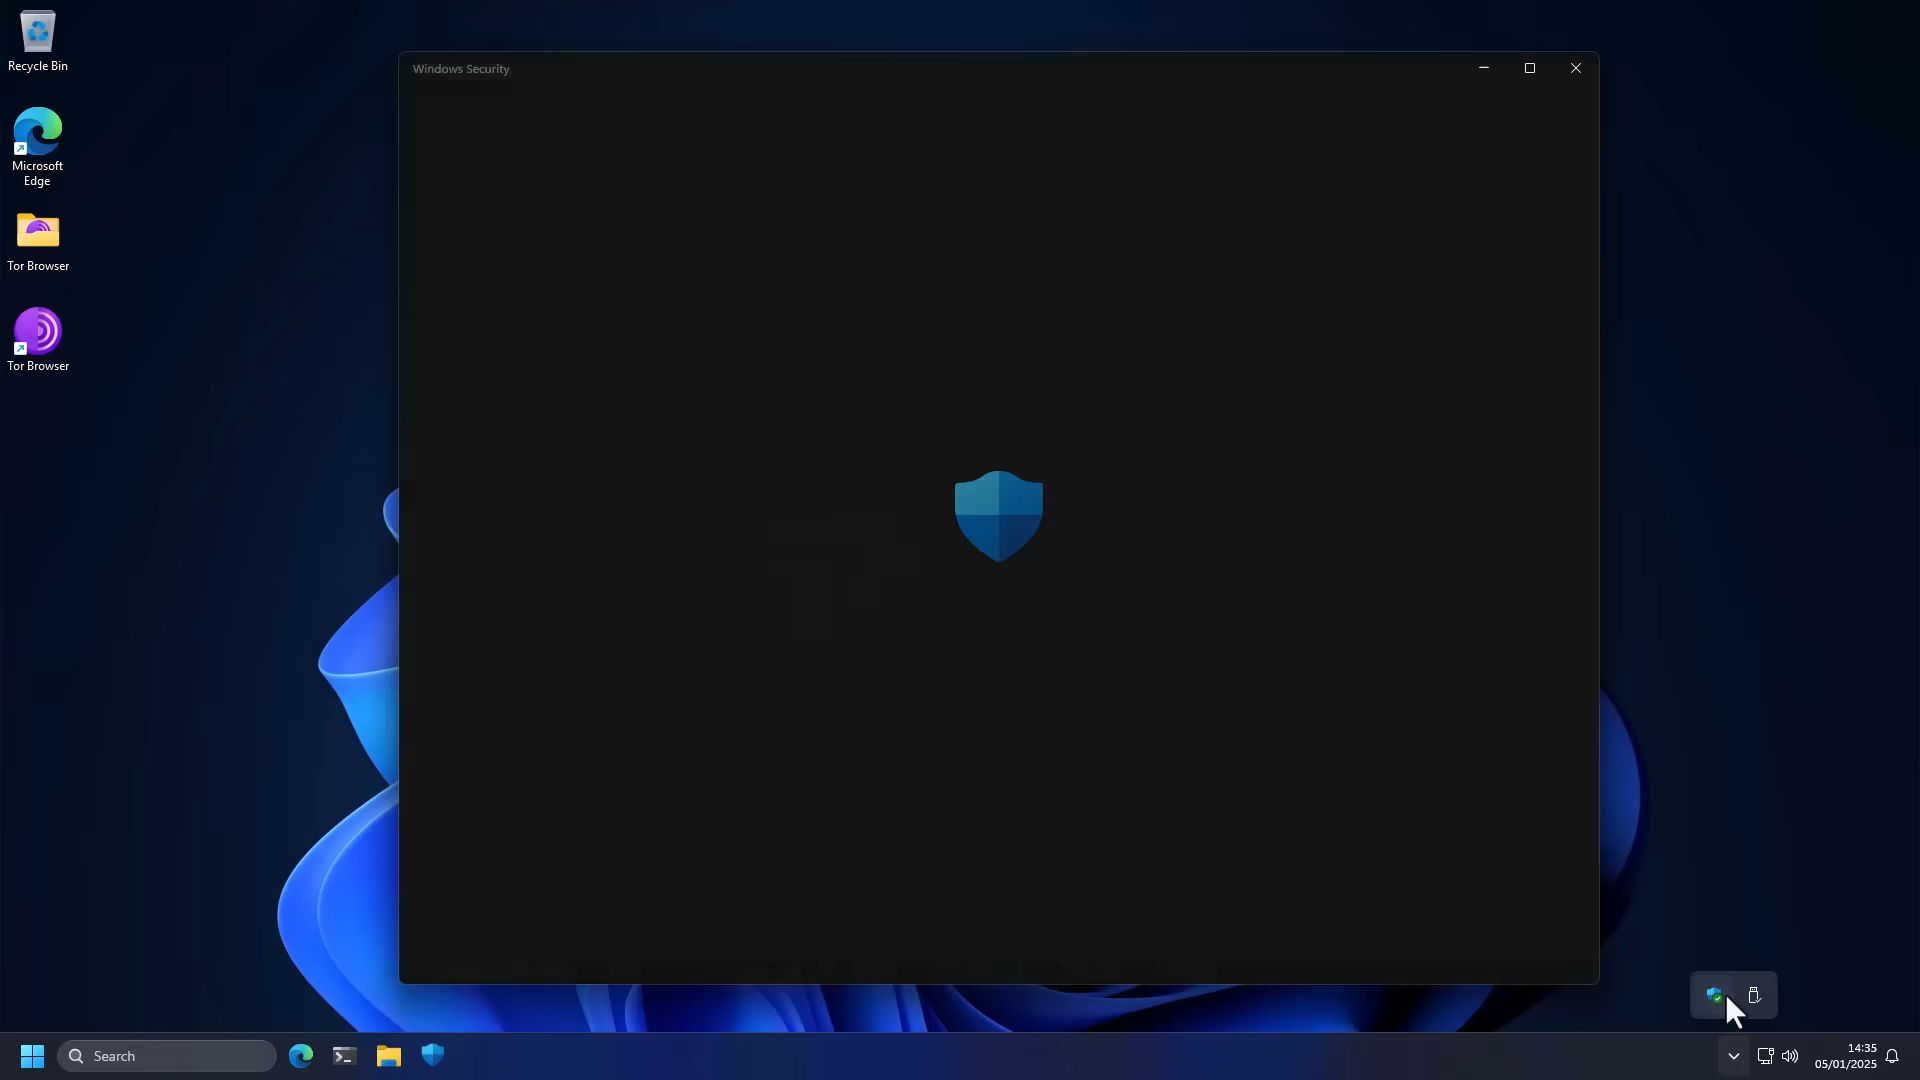 Recycle Bin
Microsoft
Edge
Tor Browser
Tor Browser
Windows Security
Search
14:35
05/01/2025